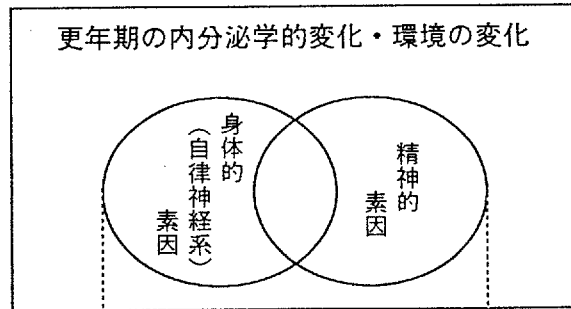 更年期の内分泌学的変化・環境の変化
身体的
(自律神経系)
素因
精神的
素因